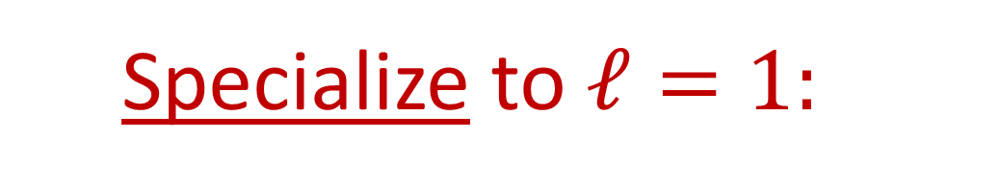 Specialize to ℓ = 1: